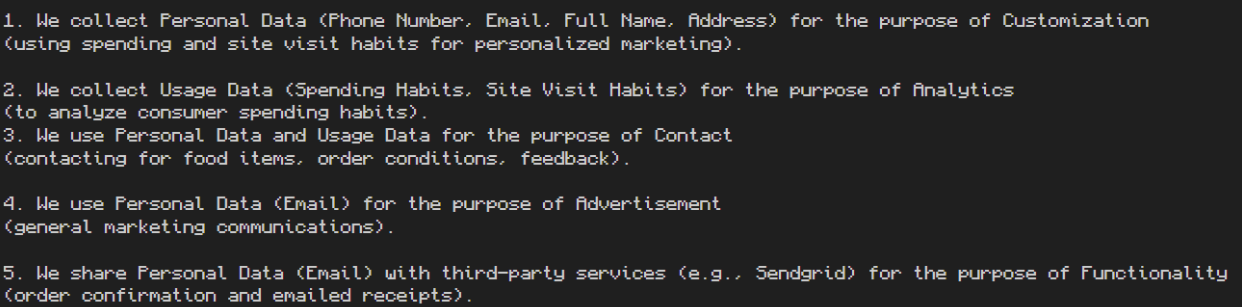 1. We collect Personal Data (Phone Number, Email, Full Name, Address) for the purpose of Customization
(using spending and site visit habits for personalized marketing).
2. We collect Usage Data (Spending Habits, Site Visit Habits) for the purpose of Analytics
(to analyze consumer spending habits).
3. We use Personal Data and Usage Data for the purpose of Contact
(contacting for food items, order conditions, feedback).
4. We use Personal Data (Email) for the purpose of Advertisement
(general marketing communications).
5. We share Personal Data (Email) with third-party services (e.g., Sendgrid) for the purpose of Functionality
(order confirmation and emailed receipts).